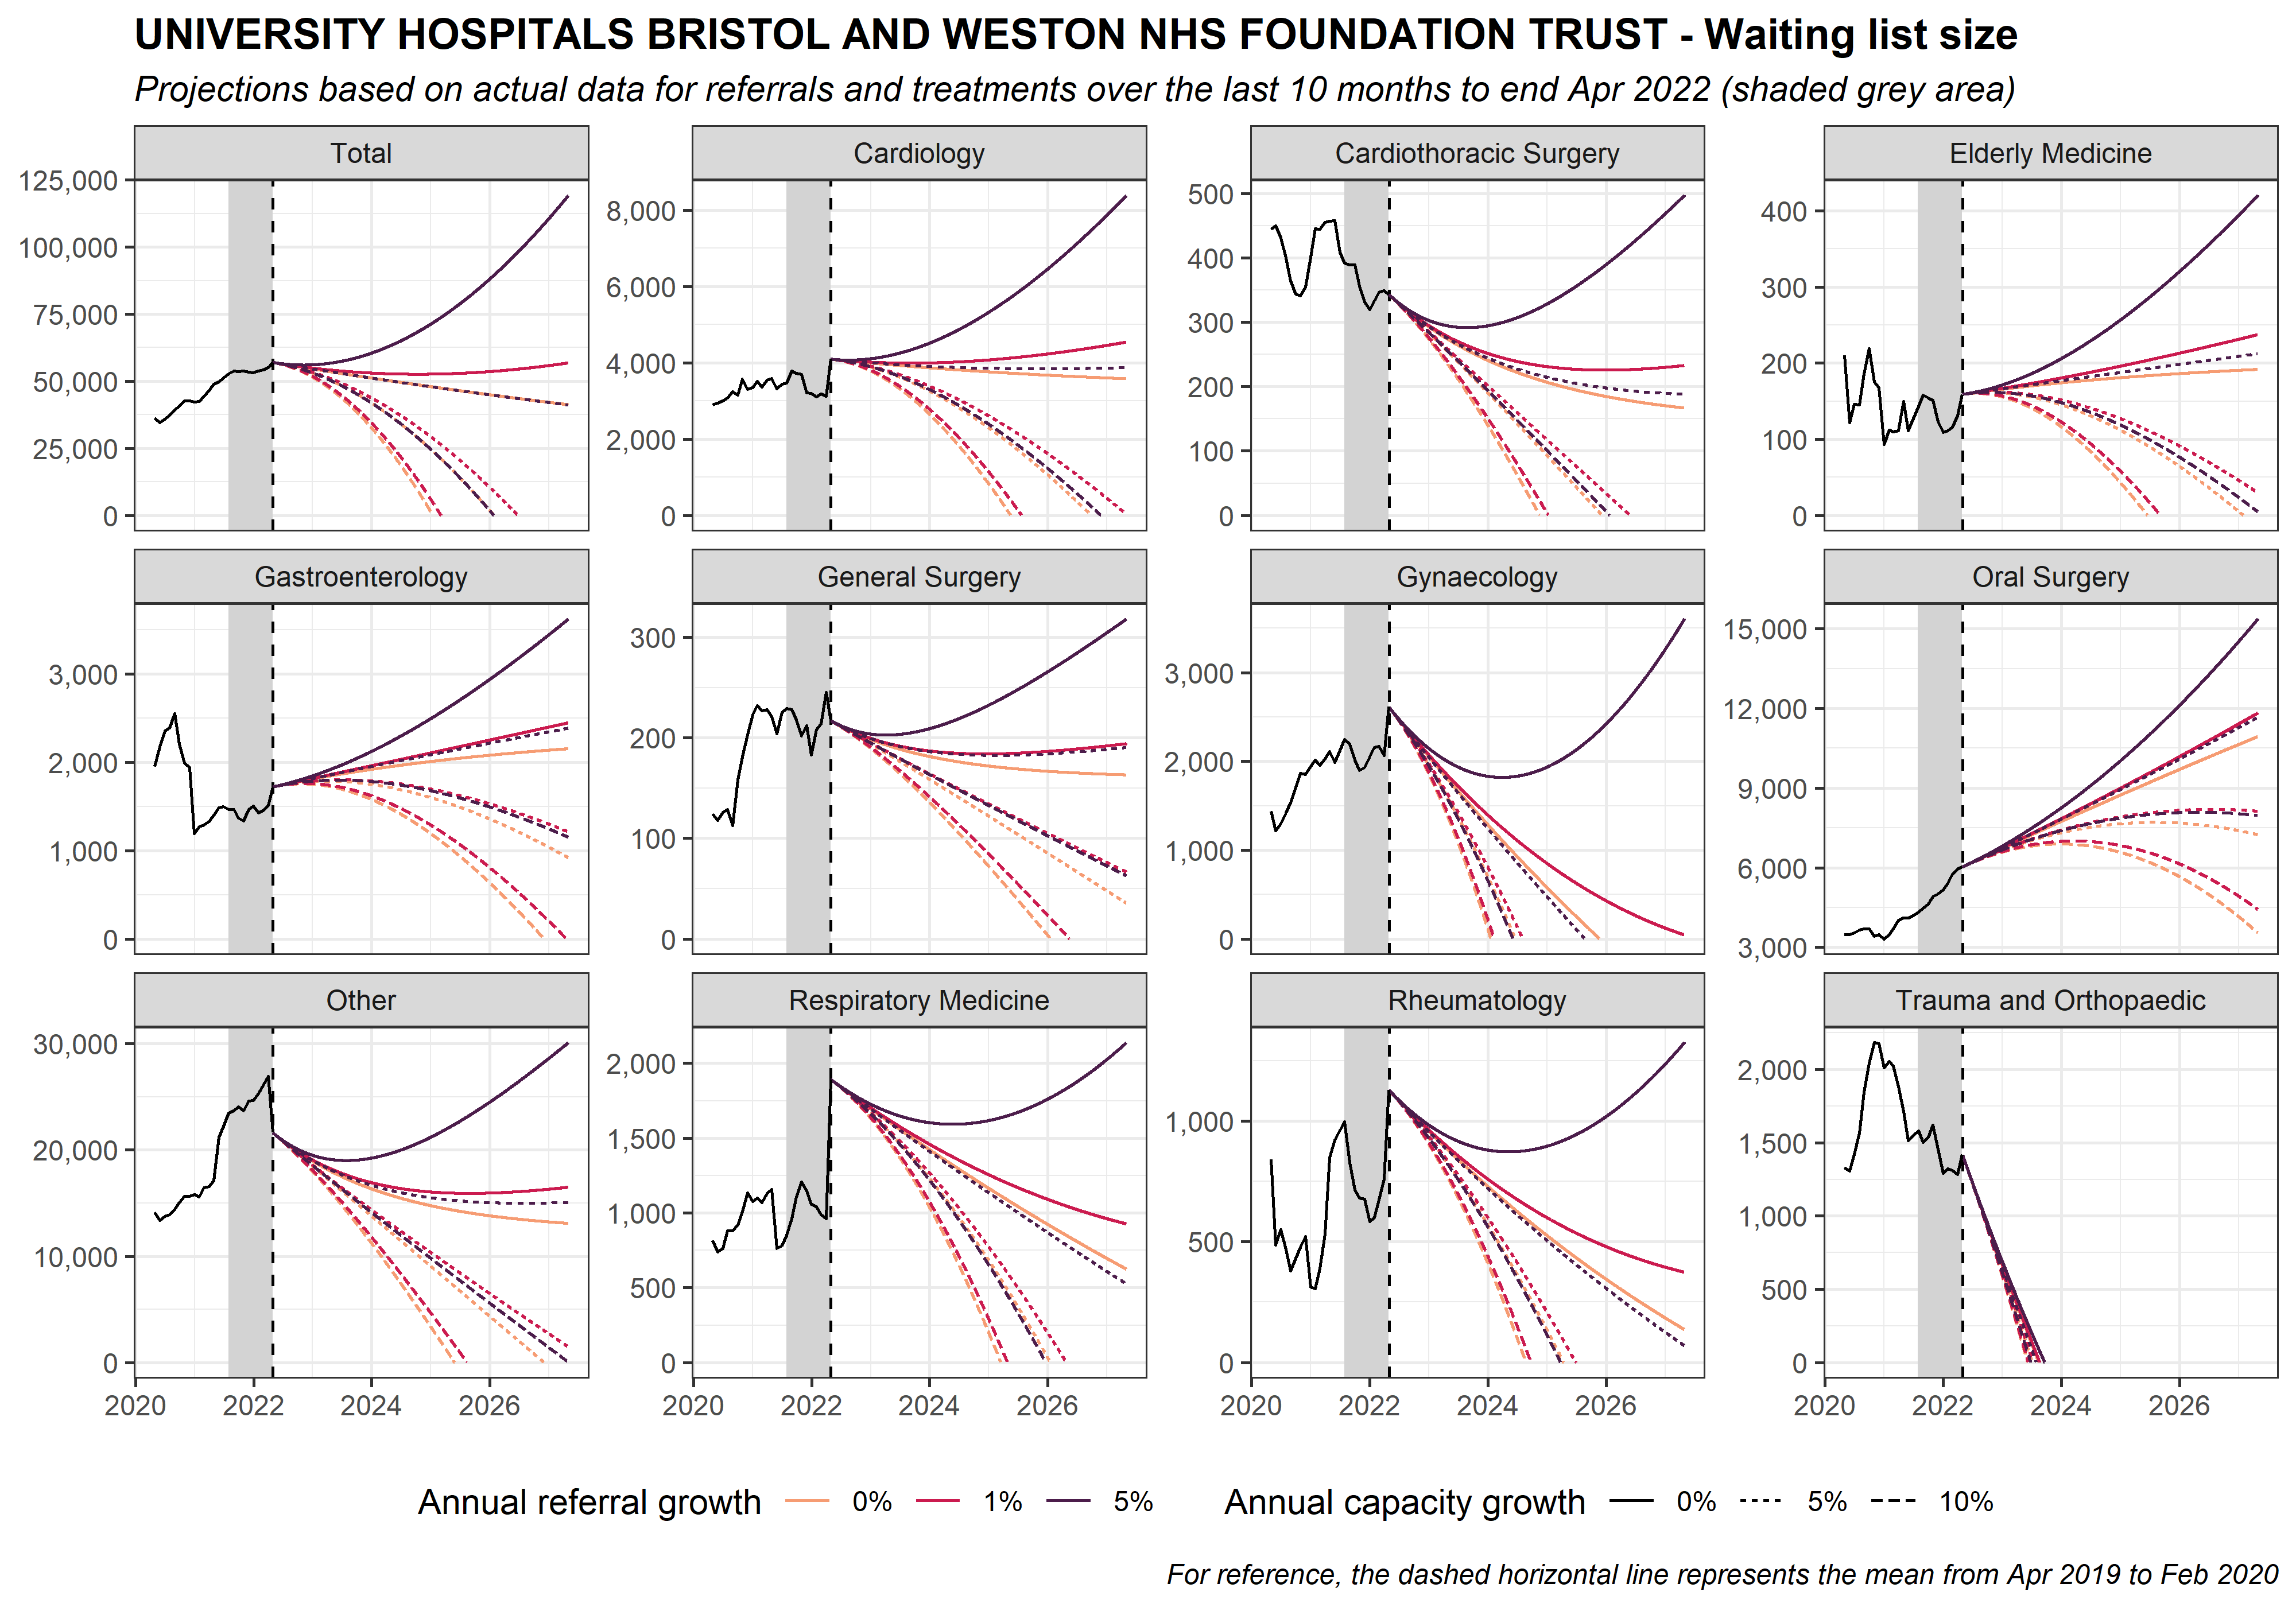 UNIVERSITY HOSPITALS BRISTOL AND WESTON NHS FOUNDATION TRUST - Waiting list size
Projections based on actual data for referrals and treatments over the last 10 months to end Apr 2022 (shaded grey area)
Total
Cardiology
Cardiothoracic Surgery
Elderly Medicine
125,000
100,000
75,000
50,000
25,000
0
8,000
6,000
4,000
2,000
0
500
400
300
200
100
0
400
300
200
100
0
Gastroenterology
General Surgery
Gynaecology
Oral Surgery
3,000
2,000
1,000
0
300
200
100
0
3,000
2,000
1,000
0
15,000
12,000
9,000
6,000
3,000
Other
Respiratory Medicine
Rheumatology
Trauma and Orthopaedic
30,000
20,000
10,000
0
2,000
1,500
1,000
500
0
1,000
500
0
2,000
1,500
1,000
500
0
2020 2022 2024 2026
2020 2022 2024 2026
2020 2022 2024 2026
2020 2022 2024 2026
Annual referral growth 0% 1% 5%
Annual capacity growth 0% 5% 10%
For reference, the dashed horizontal line represents the mean from Apr 2019 to Feb 2020